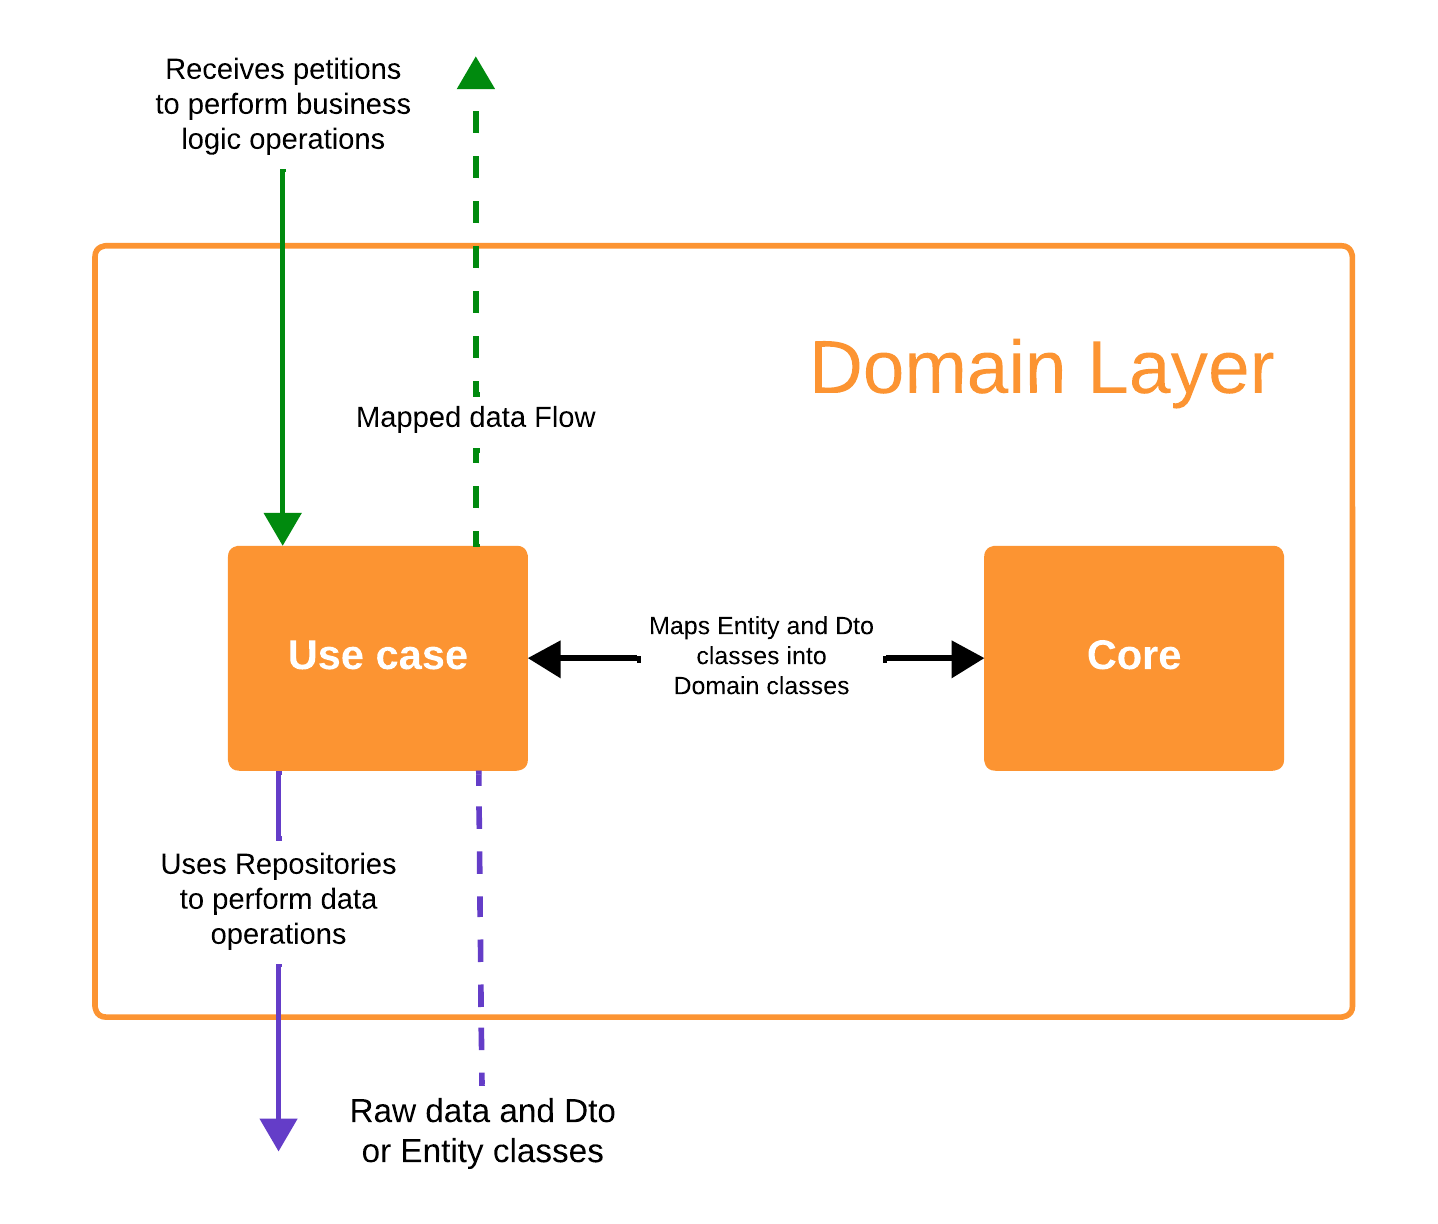 Receives petitions
to perform business
logic operations
Domain Layer
Mapped data Flow
Use case
Maps Entity and Dto
classes into
Domain classes
Core
Uses Repositories
to perform data
operations
Raw data and Dto
or Entity classes